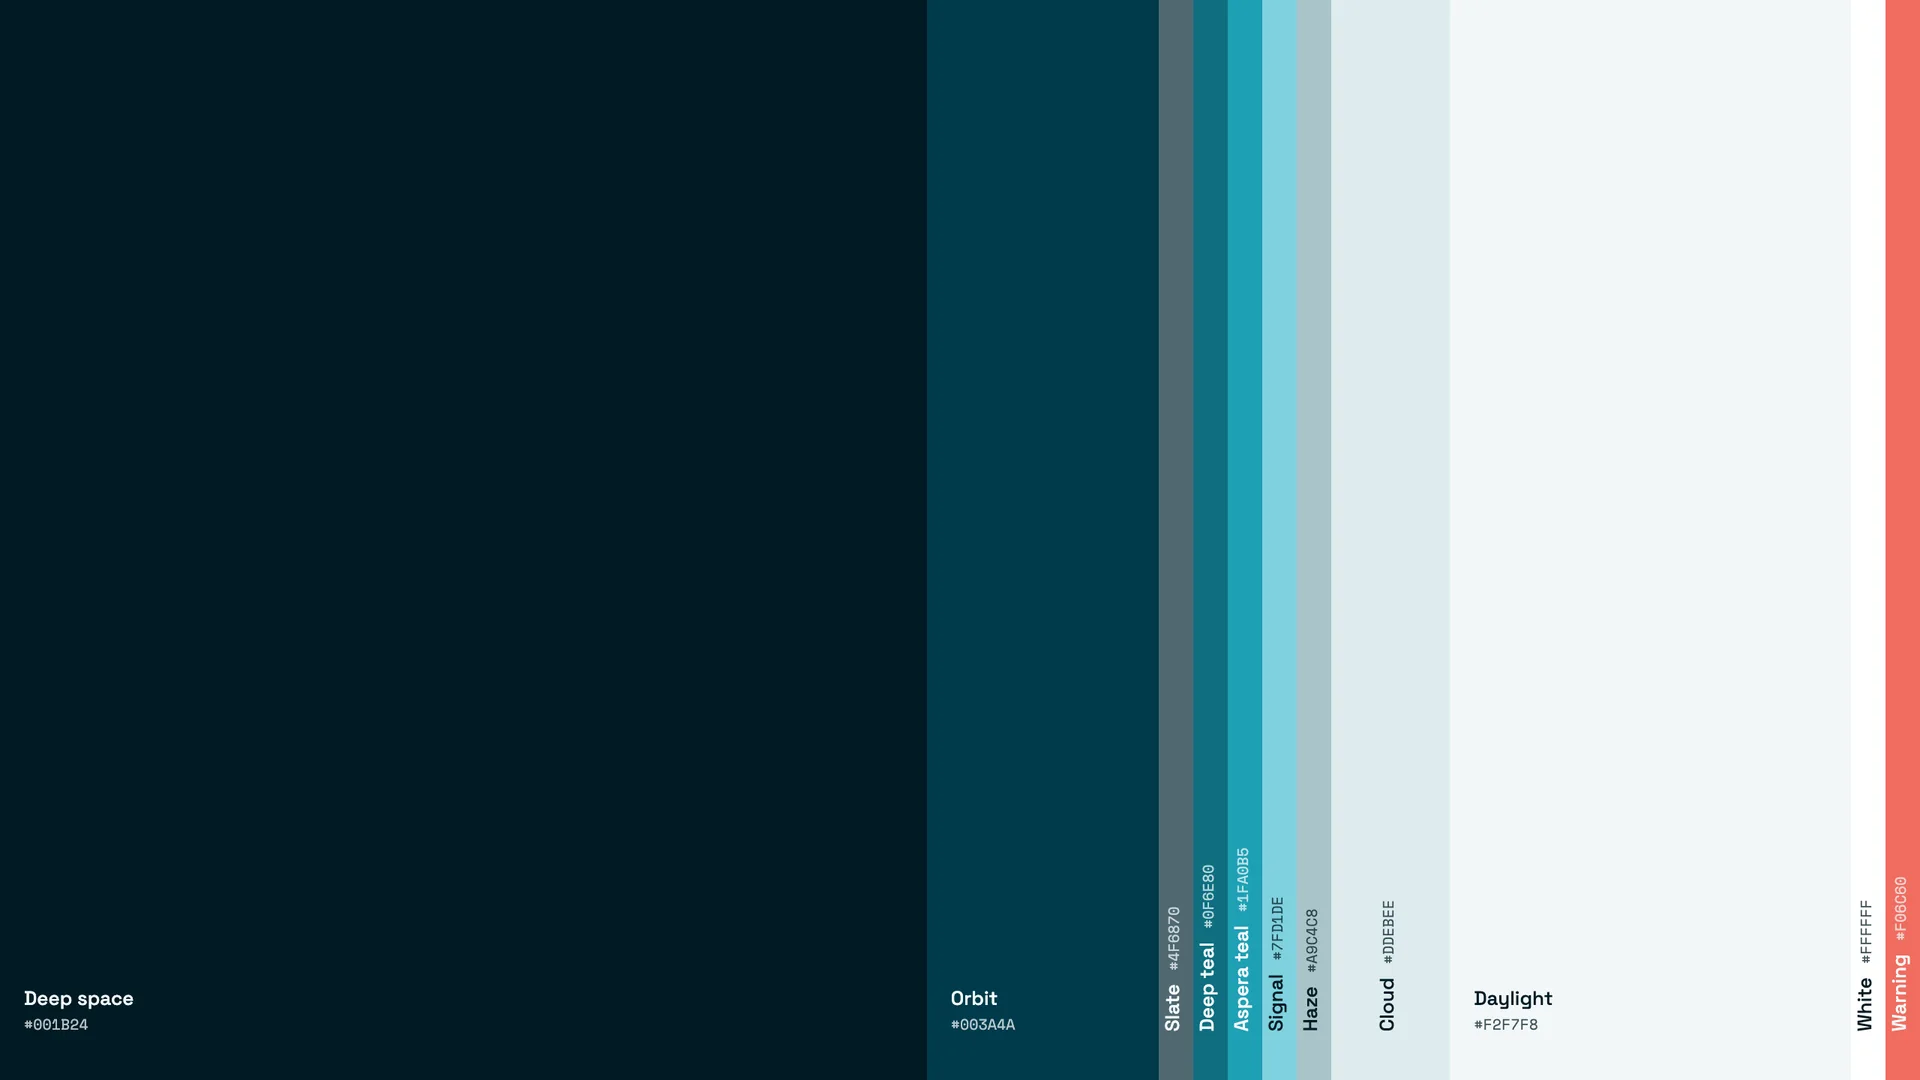 Deep space
#001B24
Orbit
#003A4A
Slate #4F6870
Deep teal #0F6E80
Aspera teal #1FA0B5
Signal #7FD1DE
Haze #A9C4C8
Cloud #DDEBEE
Daylight
#F2F7F8
White #FFFFFF
Warning #F06C60